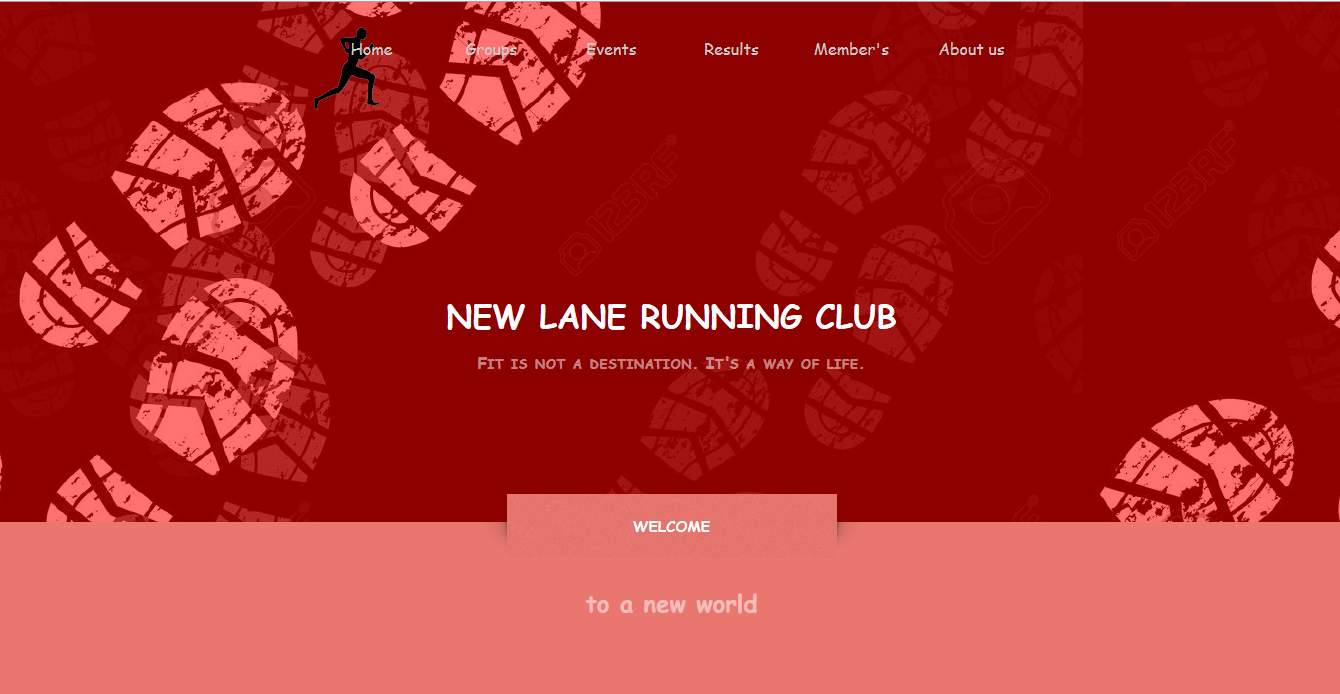 Home Groups Events Results Member's About us
123RF 123RF
NEW LANE RUNNING CLUB
Fit is not a destination. It's a way of life.
WELCOME
to a new world